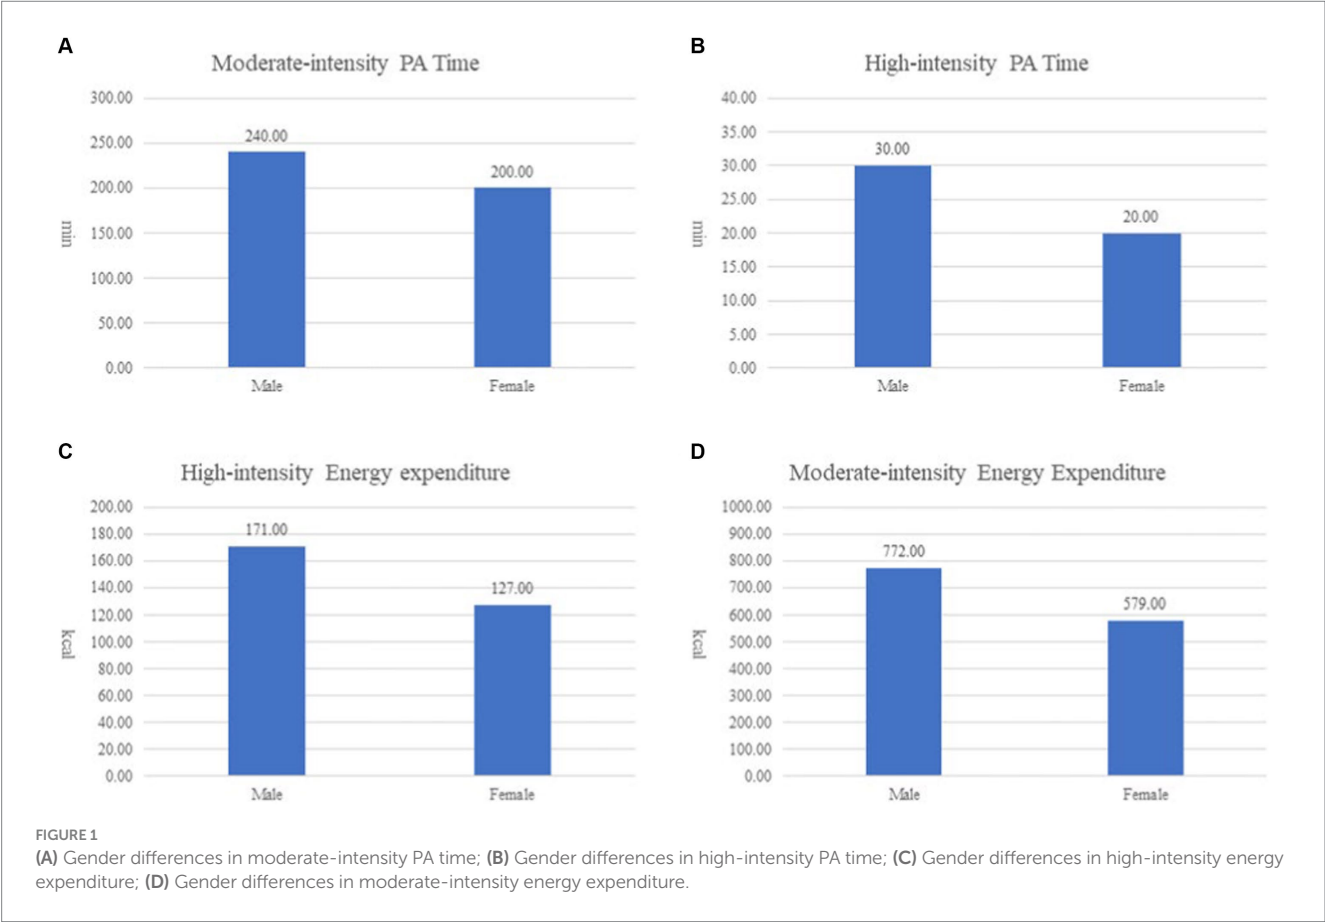 A
Moderate-intensity PA Time
300.00
250.00
200.00
150.00
100.00
50.00
0.00
min
240.00
200.00
Male
Female
B
High-intensity PA Time
40.00
35.00
30.00
25.00
20.00
15.00
10.00
5.00
0.00
min
30.00
20.00
Male
Female
C
High-intensity Energy expenditure
200.00
180.00
160.00
140.00
120.00
100.00
80.00
60.00
40.00
20.00
0.00
kcal
171.00
127.00
Male
Female
D
Moderate-intensity Energy Expenditure
1000.00
900.00
800.00
700.00
600.00
500.00
400.00
300.00
200.00
100.00
0.00
kcal
772.00
579.00
Male
Female
FIGURE 1
(A) Gender differences in moderate-intensity PA time; (B) Gender differences in high-intensity PA time; (C) Gender differences in high-intensity energy
expenditure; (D) Gender differences in moderate-intensity energy expenditure.